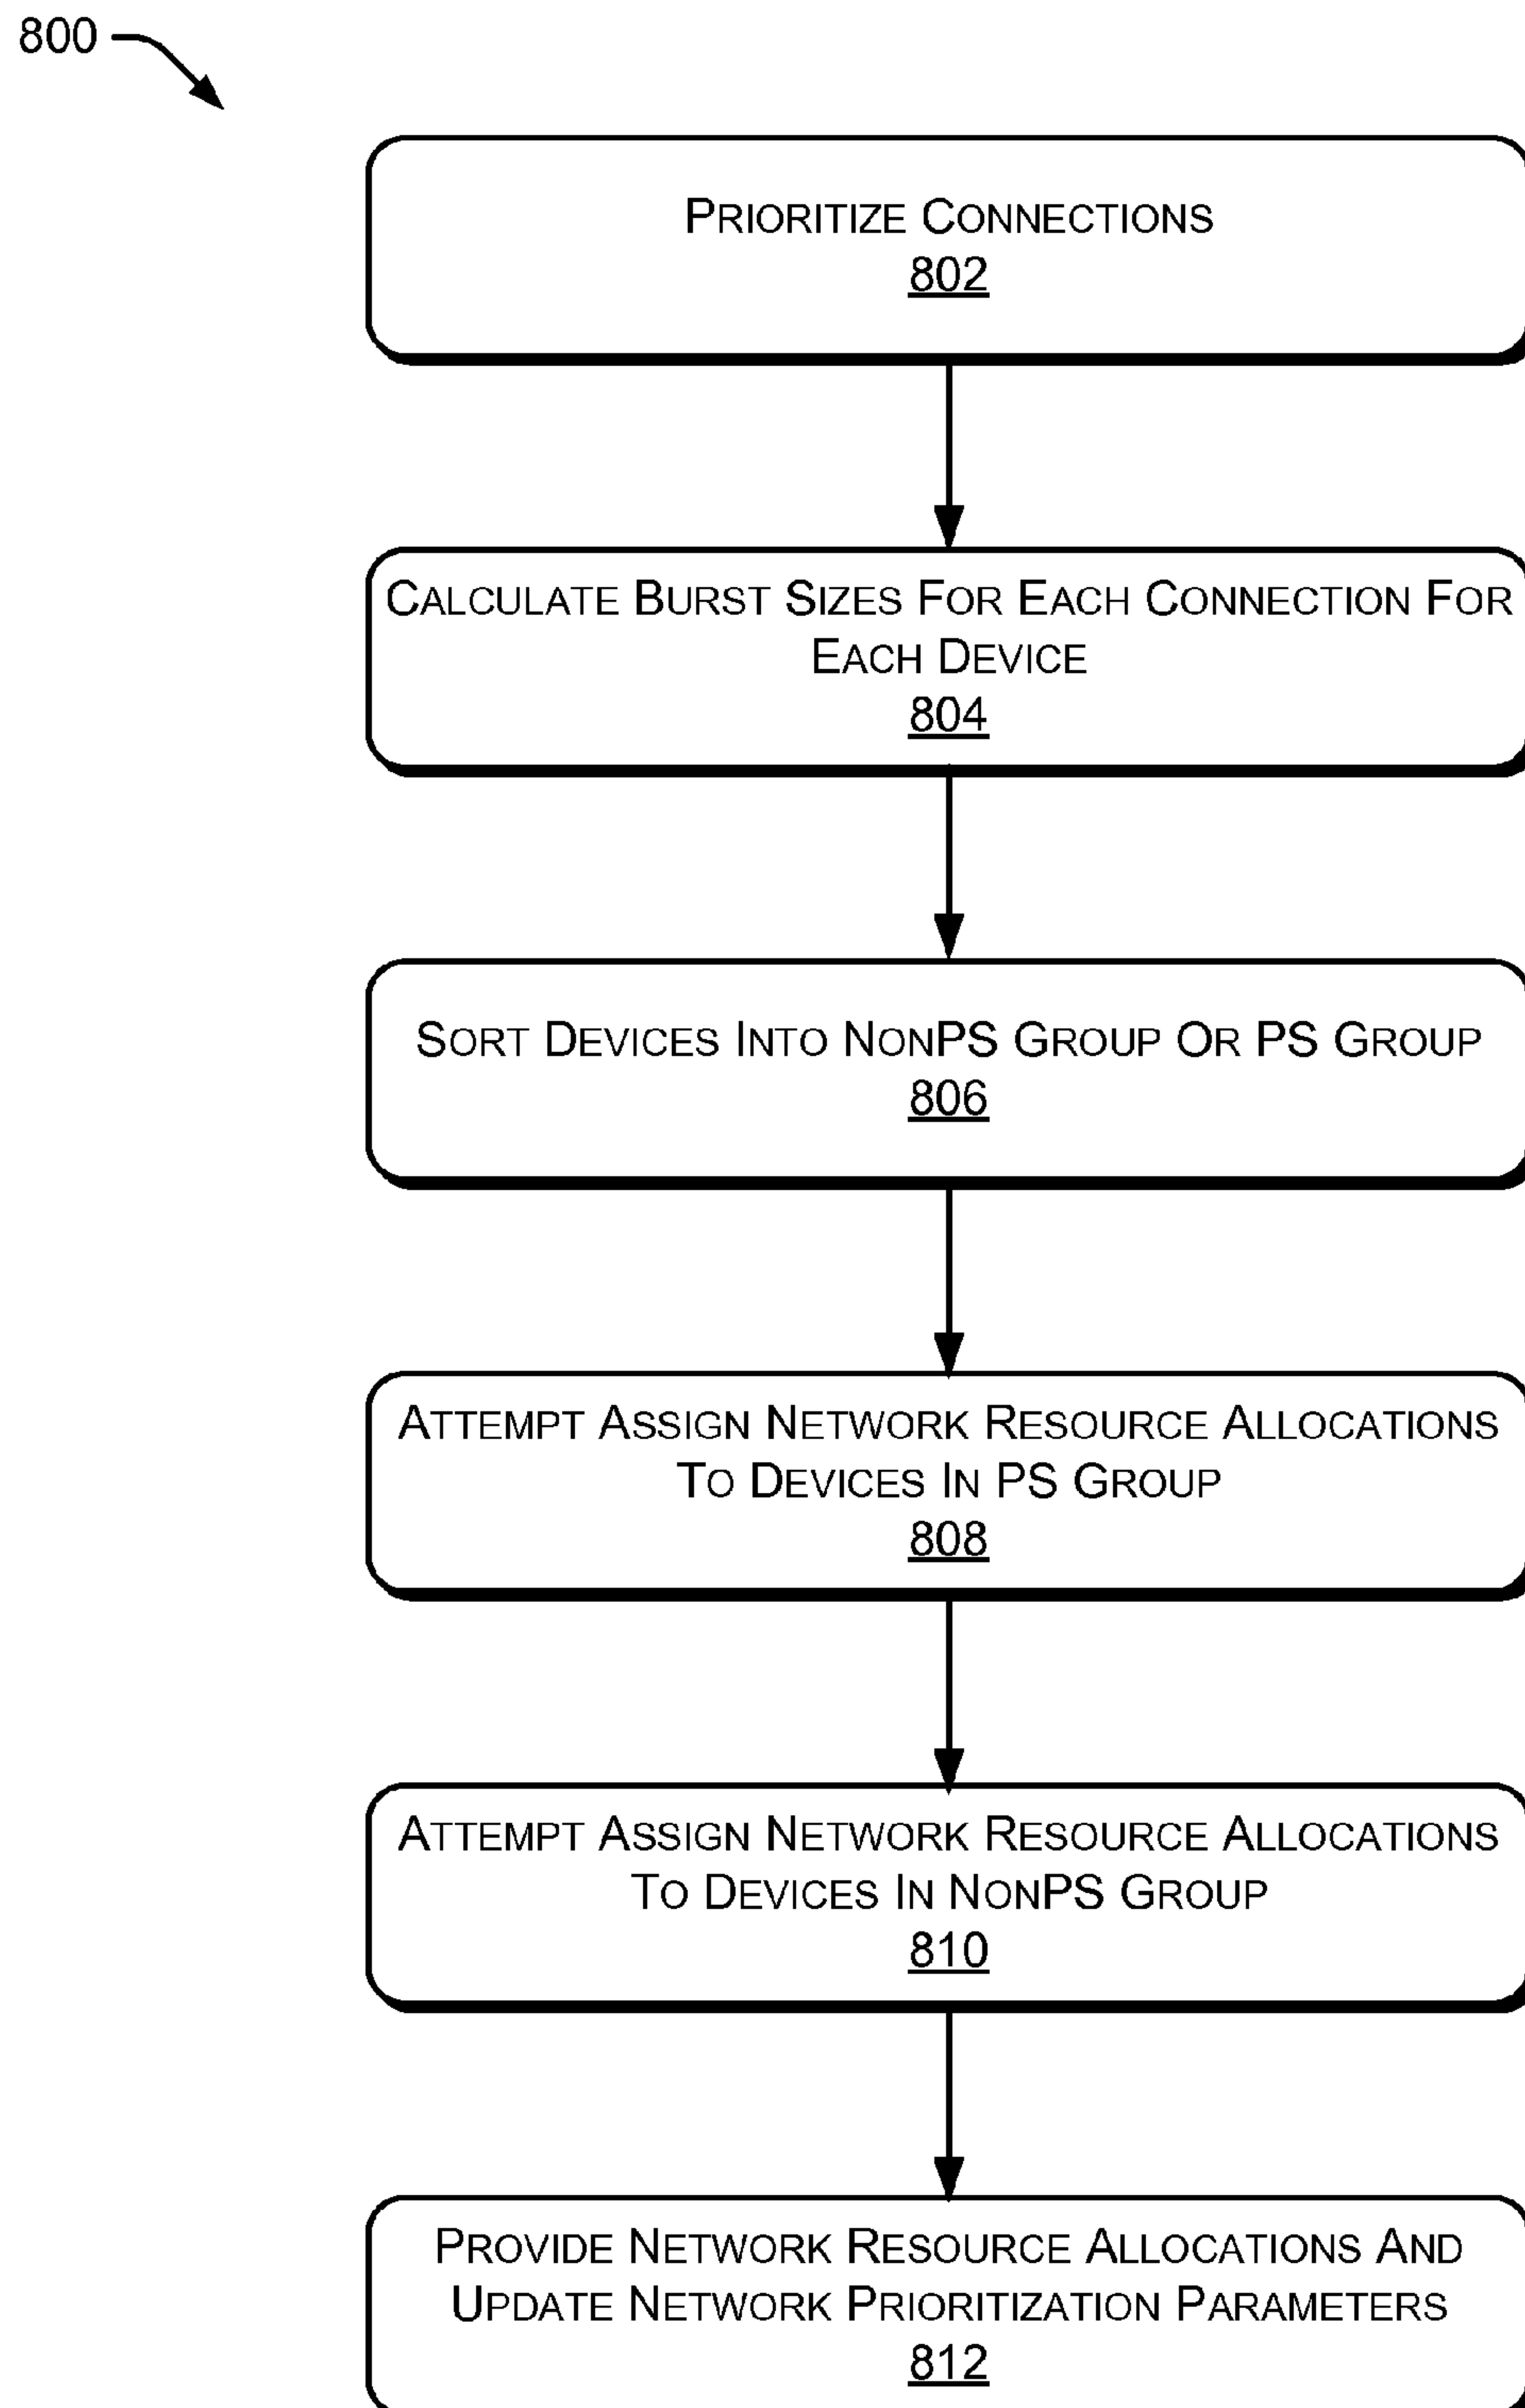 800
PRIORITIZE CONNECTIONS
802
CALCULATE BURST SIZES FOR EACH CONNECTION FOR
EACH DEVICE
804
SORT DEVICES INTO NONPS GROUP OR PS GROUP
806
ATTEMPT ASSIGN NETWORK RESOURCE ALLOCATIONS
TO DEVICES IN PS GROUP
808
ATTEMPT ASSIGN NETWORK RESOURCE ALLOCATIONS
TO DEVICES IN NONPS GROUP
810
PROVIDE NETWORK RESOURCE ALLOCATIONS AND
UPDATE NETWORK PRIORITIZATION PARAMETERS
812